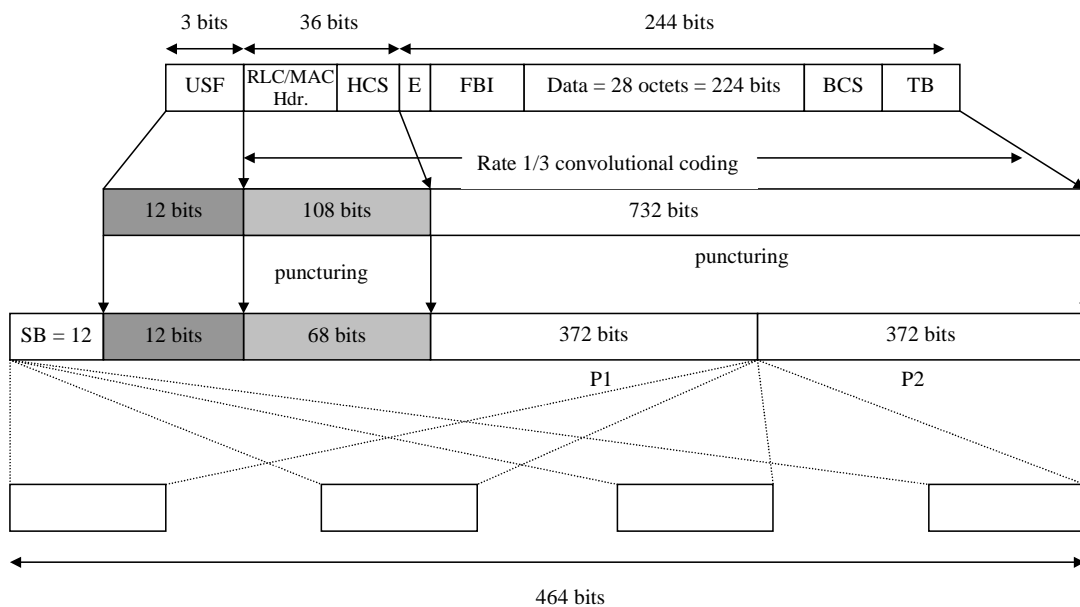 3 bits 36 bits 244 bits
USF RLC/MAC Hdr. HCS E FBI Data = 28 octets = 224 bits BCS TB
Rate 1/3 convolutional coding
12 bits 108 bits 732 bits
puncturing puncturing
SB = 12 12 bits 68 bits 372 bits 372 bits
P1 P2
464 bits